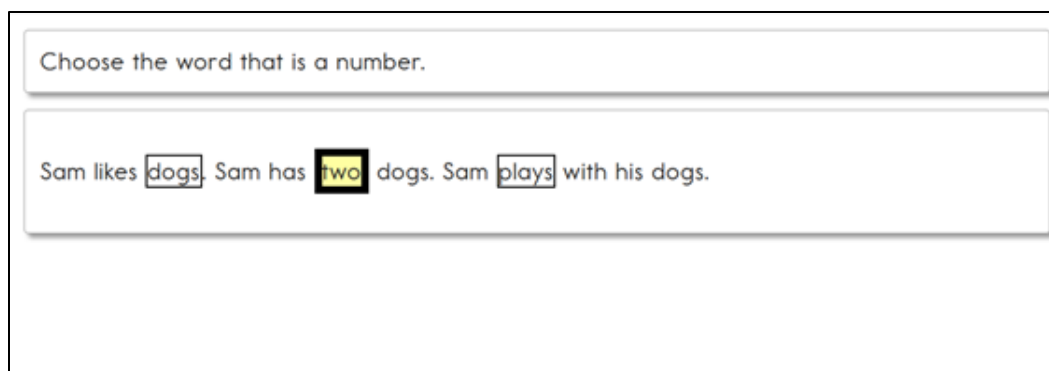 Choose the word that is a number.
Sam likes dogs. Sam has two dogs. Sam plays with his dogs.